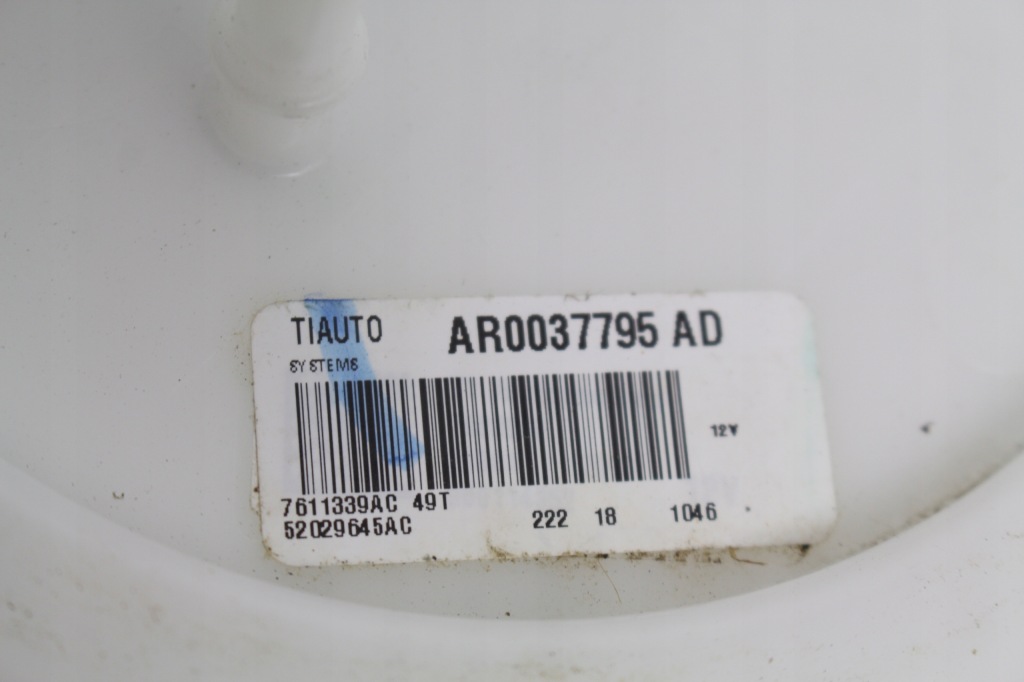 TIAUTO AR0037795 AD
SYSTEMS
12V
7611339AC 49T
52029645AC 222 18 1046